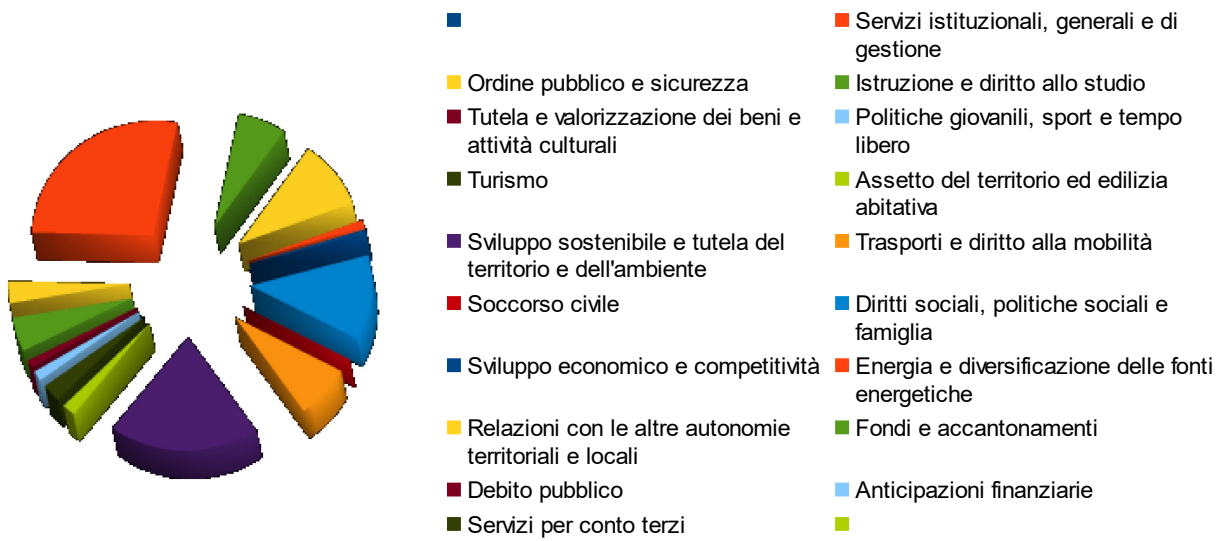 Servizi istituzionali, generali e di
gestione
Ordine pubblico e sicurezza
Istruzione e diritto allo studio
Tutela e valorizzazione dei beni e
attività culturali
Politiche giovanili, sport e tempo
libero
Turismo
Assetto del territorio ed edilizia
abitativa
Sviluppo sostenibile e tutela del
territorio e dell'ambiente
Trasporti e diritto alla mobilità
Soccorso civile
Diritti sociali, politiche sociali e
famiglia
Sviluppo economico e competitività
Energia e diversificazione delle fonti
energetiche
Relazioni con le altre autonomie
territoriali e locali
Fondi e accantonamenti
Debito pubblico
Anticipazioni finanziarie
Servizi per conto terzi